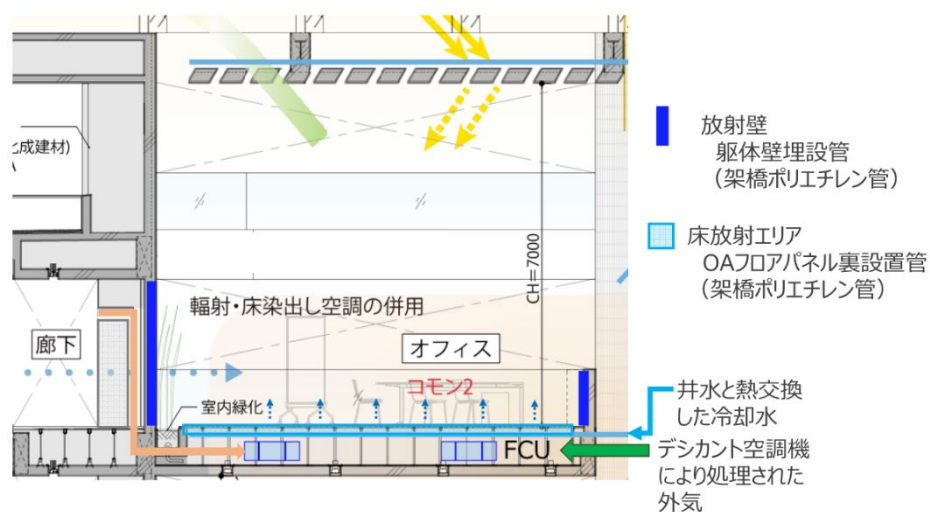 化成建材)
放射壁
躯体壁埋設管
(架橋ポリエチレン管)
床放射エリア
OAフロアパネル裏設置管
(架橋ポリエチレン管)
CH=7000
輻射・床染出し空調の併用
廊下
オフィス
コモン2
室内緑化
井水と熱交換
した冷却水
FCU
デシカント空調機
により処理された
外気